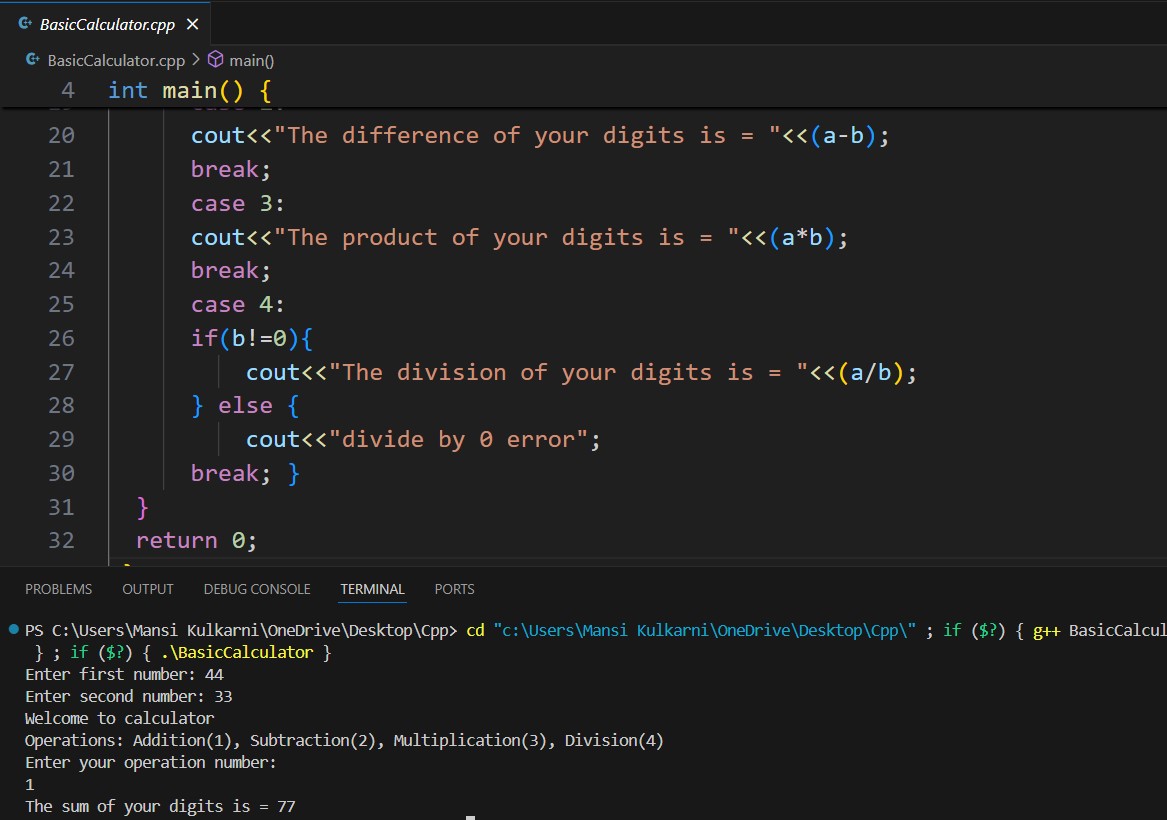 BasicCalculator.cpp
BasicCalculator.cpp > main()
4 int main() {
20 cout<<"The difference of your digits is = "<<(a-b);
21 break;
22 case 3:
23 cout<<"The product of your digits is = "<<(a*b);
24 break;
25 case 4:
26 if(b!=0){
27 cout<<"The division of your digits is = "<<(a/b);
28 } else {
29 cout<<"divide by 0 error";
30 break; }
31 }
32 return 0;
PROBLEMS OUTPUT DEBUG CONSOLE TERMINAL PORTS
PS C:\Users\Mansi Kulkarni\OneDrive\Desktop\Cpp> cd "c:\Users\Mansi Kulkarni\OneDrive\Desktop\Cpp\" ; if ($?) { g++ BasicCalcul
} ; if ($?) { .\BasicCalculator }
Enter first number: 44
Enter second number: 33
Welcome to calculator
Operations: Addition(1), Subtraction(2), Multiplication(3), Division(4)
Enter your operation number:
1
The sum of your digits is = 77